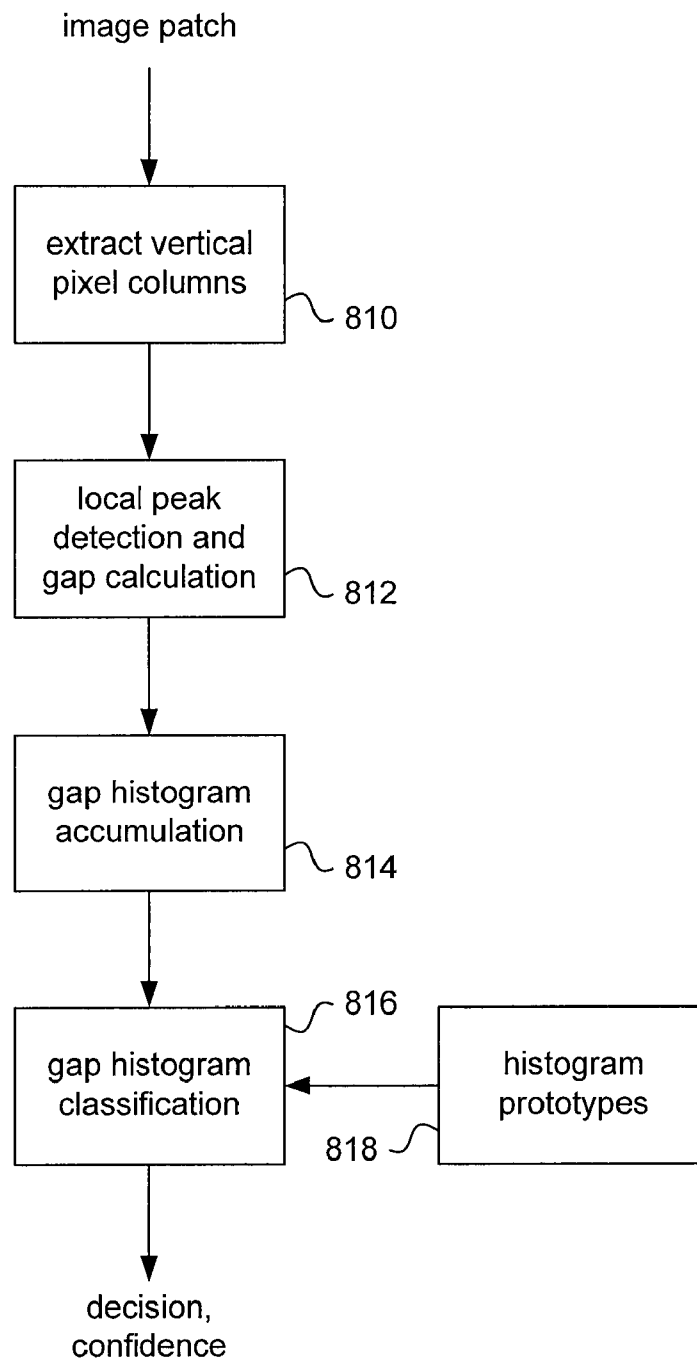 image patch
extract vertical
pixel columns
810
local peak
detection and
gap calculation
812
gap histogram
accumulation
814
816
gap histogram
classification
histogram
prototypes
818
decision,
confidence